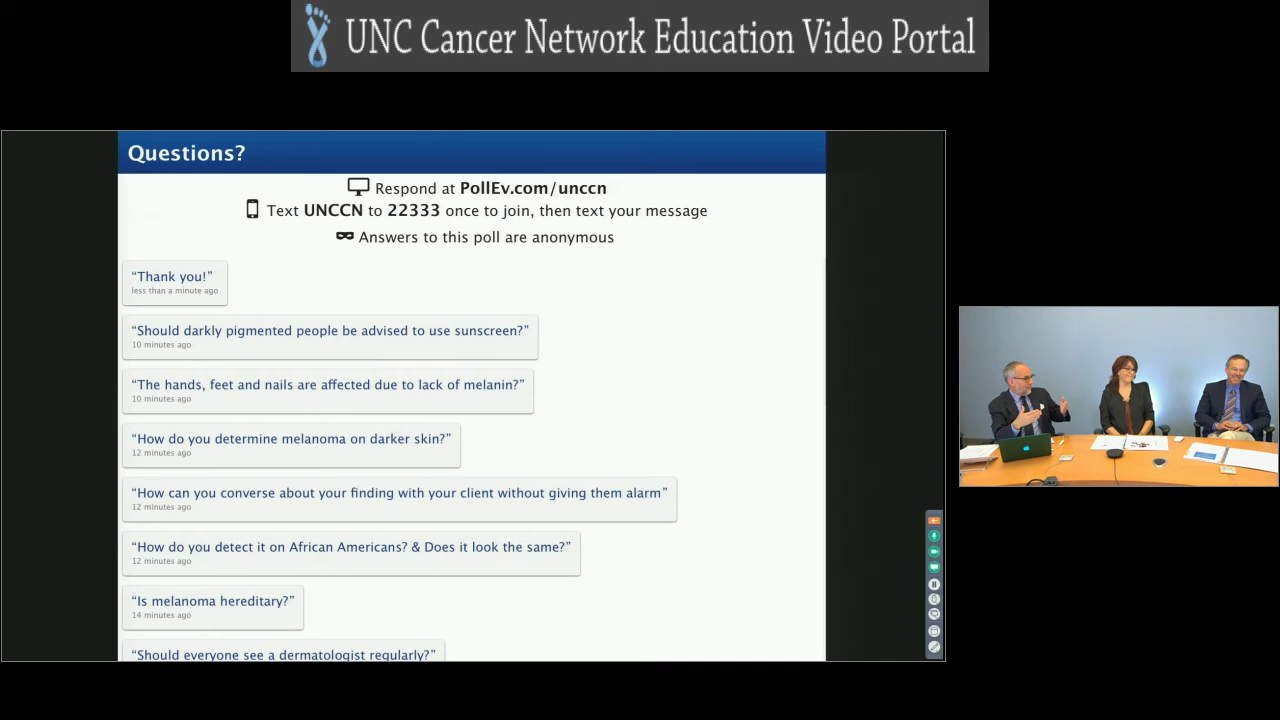 UNC Cancer Network Education Video Portal
Questions?
Respond at PollEv.com/unccn
Text UNCCN to 22333 once to join, then text your message
Answers to this poll are anonymous
“Thank you!”
less than a minute ago
“Should darkly pigmented people be advised to use sunscreen?”
10 minutes ago
“The hands, feet and nails are affected due to lack of melanin?”
10 minutes ago
“How do you determine melanoma on darker skin?”
12 minutes ago
“How can you converse about your finding with your client without giving them alarm”
12 minutes ago
“How do you detect it on African Americans? & Does it look the same?”
12 minutes ago
“Is melanoma hereditary?”
14 minutes ago
“Should everyone see a dermatologist regularly?”